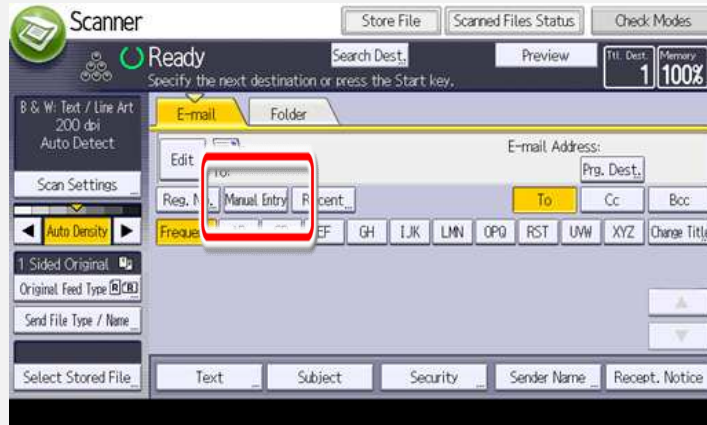 Scanner
Store File
Scanned Files Status
Check Modes
Ready
Search Dest.
Preview
Ttl. Dest. 1
Memory 100%
Specify the next destination or press the Start key.
B & W: Text / Line Art
200 dpi
Auto Detect
Scan Settings
Auto Density
1 Sided Original
Original Feed Type
Send File Type / Name
Select Stored File
E-mail
Folder
Edit
To:
E-mail Address:
Prg. Dest.
Reg. No.
Manual Entry
Recent
To
Cc
Bcc
EF
GH
IJK
LMN
OPQ
RST
UVW
XYZ
Change Title
Text
Subject
Security
Sender Name
Recept. Notice